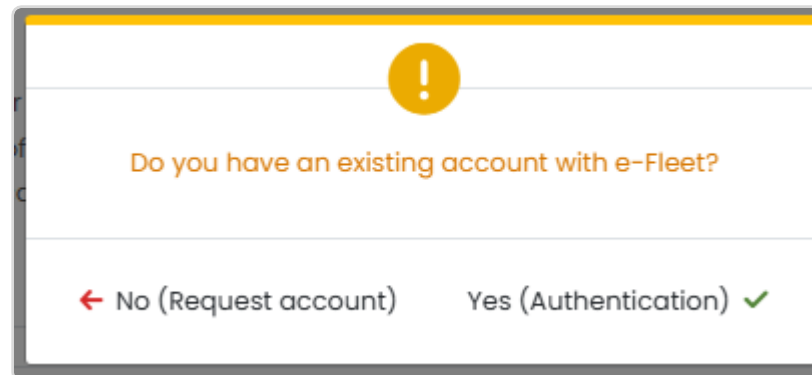 Do you have an existing account with e-Fleet?
No (Request account) Yes (Authentication)